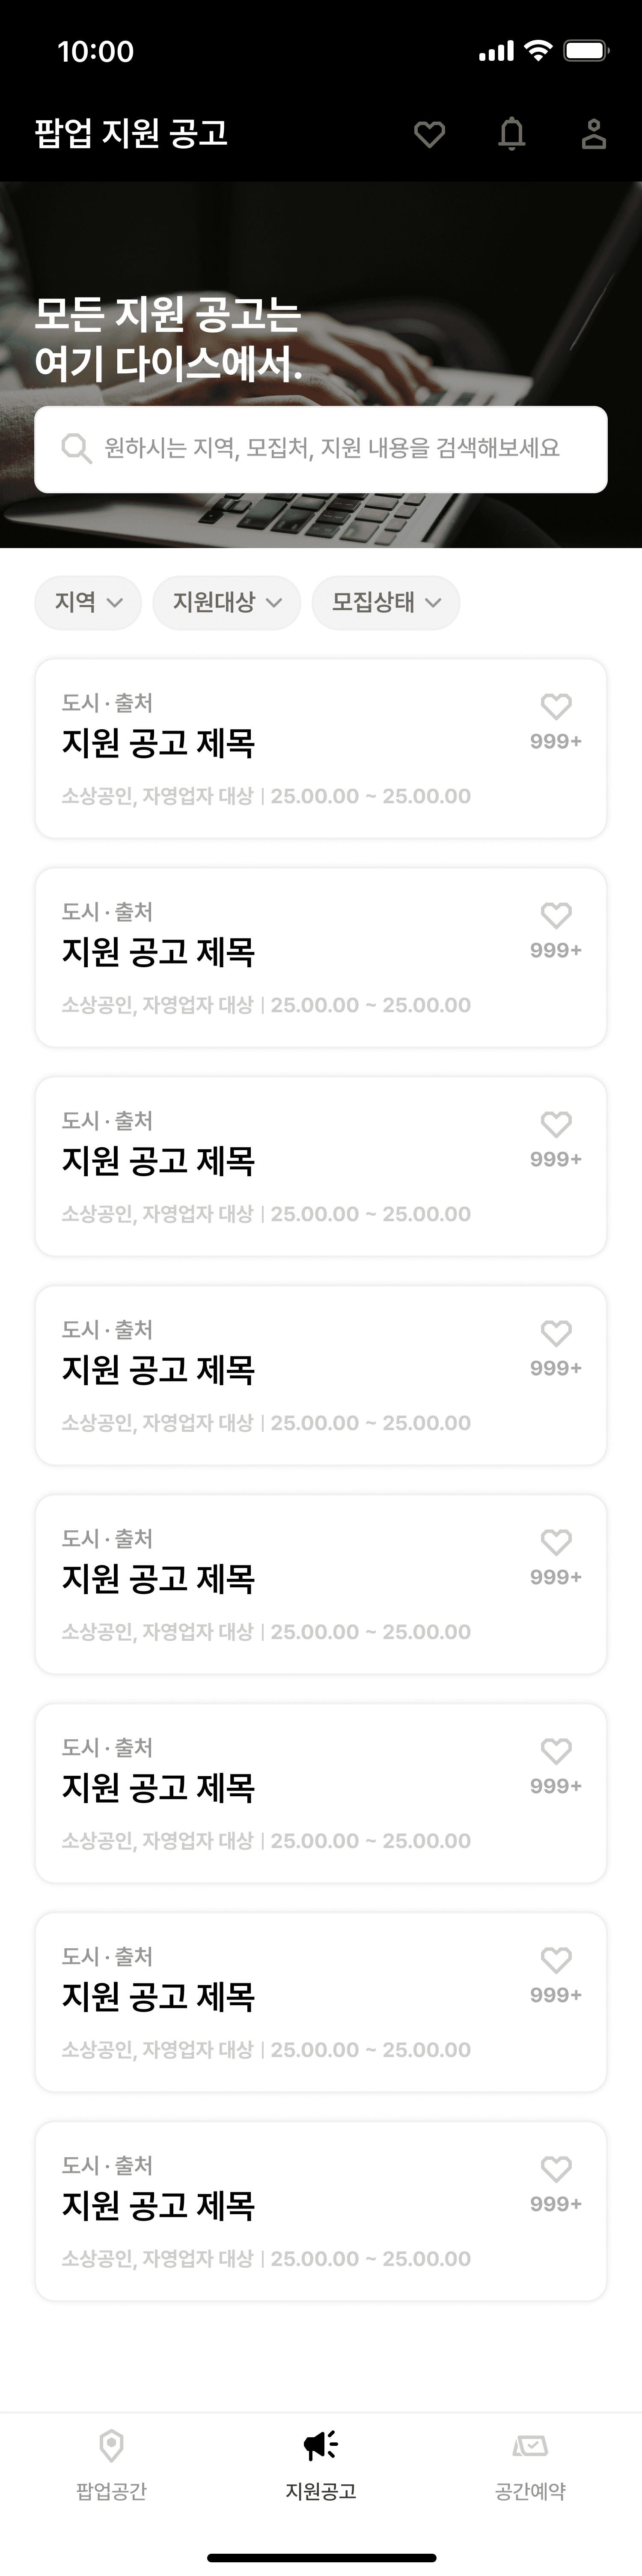 10:00
팝업 지원 공고
모든 지원 공고는
여기 다이스에서.
원하시는 지역, 모집처, 지원 내용을 검색해보세요
지역
지원대상
모집상태
도시 · 출처
지원 공고 제목
999+
소상공인, 자영업자 대상 | 25.00.00 ~ 25.00.00
도시 · 출처
지원 공고 제목
999+
소상공인, 자영업자 대상 | 25.00.00 ~ 25.00.00
도시 · 출처
지원 공고 제목
999+
소상공인, 자영업자 대상 | 25.00.00 ~ 25.00.00
도시 · 출처
지원 공고 제목
999+
소상공인, 자영업자 대상 | 25.00.00 ~ 25.00.00
도시 · 출처
지원 공고 제목
999+
소상공인, 자영업자 대상 | 25.00.00 ~ 25.00.00
도시 · 출처
지원 공고 제목
999+
소상공인, 자영업자 대상 | 25.00.00 ~ 25.00.00
도시 · 출처
지원 공고 제목
999+
소상공인, 자영업자 대상 | 25.00.00 ~ 25.00.00
도시 · 출처
지원 공고 제목
999+
소상공인, 자영업자 대상 | 25.00.00 ~ 25.00.00
팝업공간
지원공고
공간예약